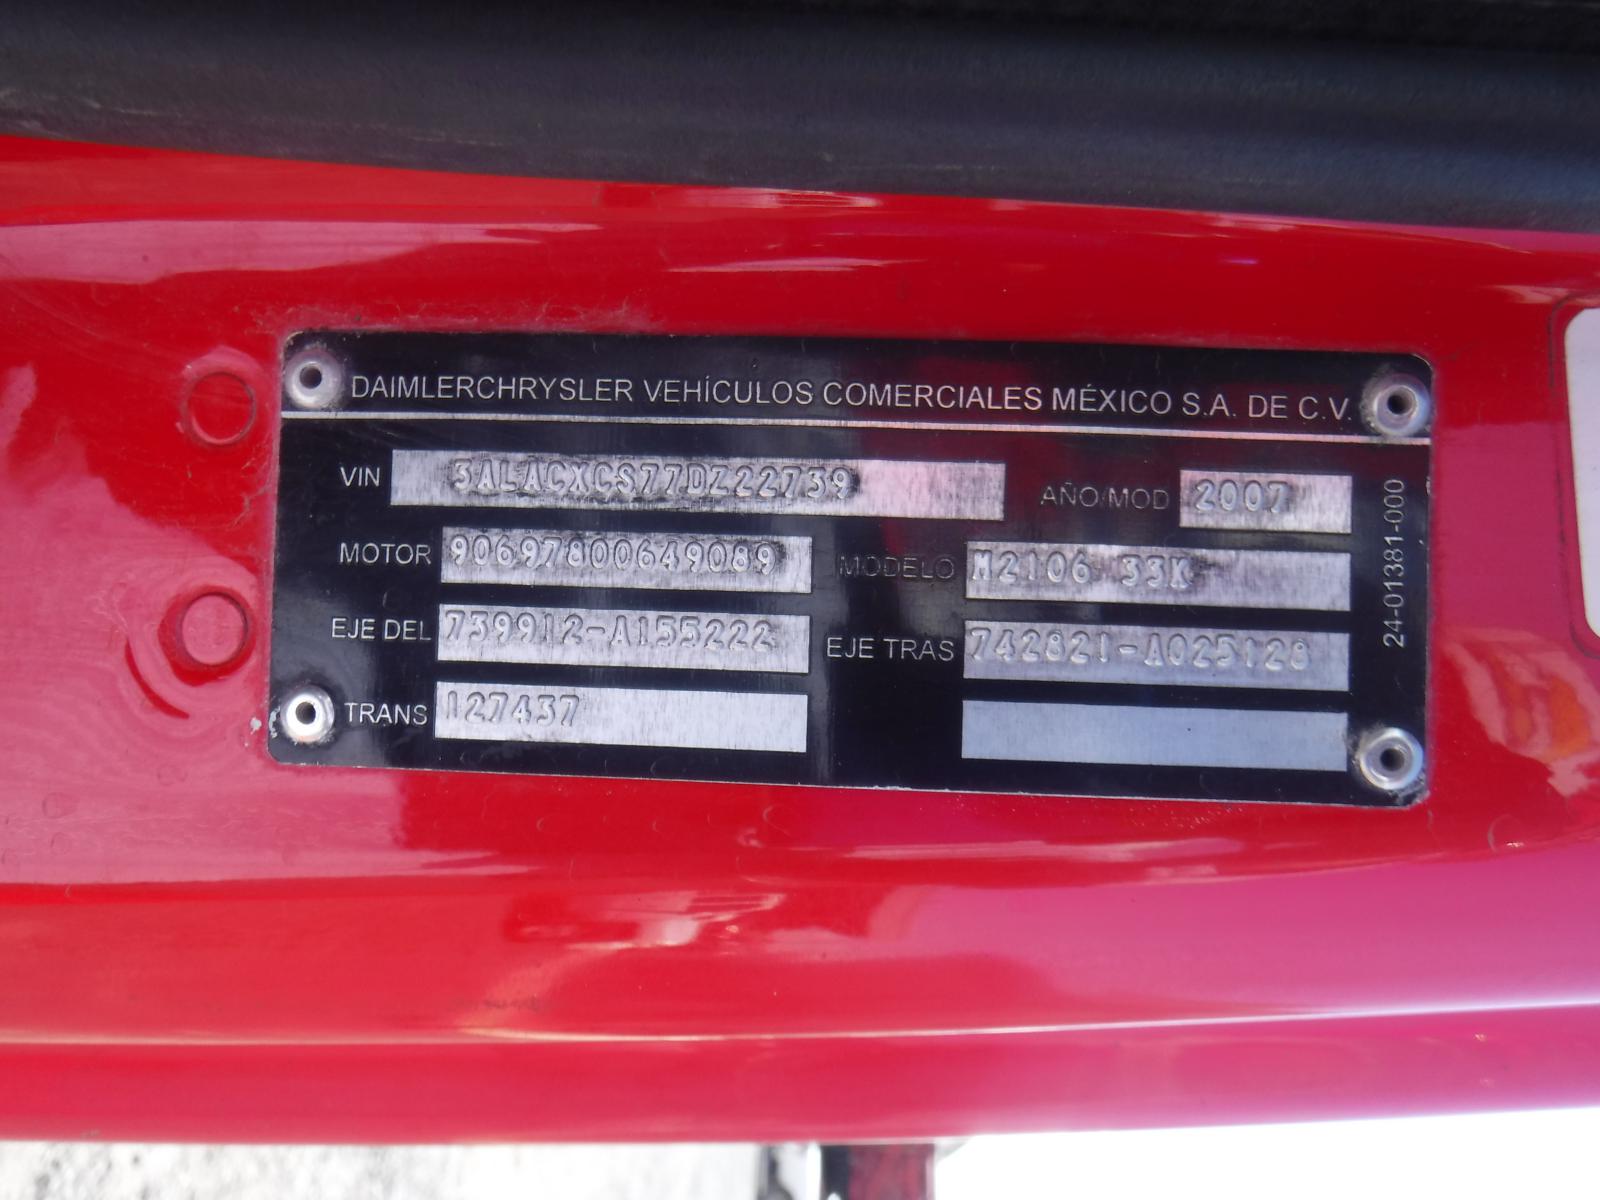 DAIMLERCHRYSLER VEHÍCULOS COMERCIALES MÉXICO S.A. DE C.V.
VIN 3ALACXCS77DZ22739 AÑO/MOD 2007
MOTOR 90697800649089 MODELO M2106 33K
EJE DEL 739912-A155222 EJE TRAS 742821-A025128
TRANS 127437
24-01381-000